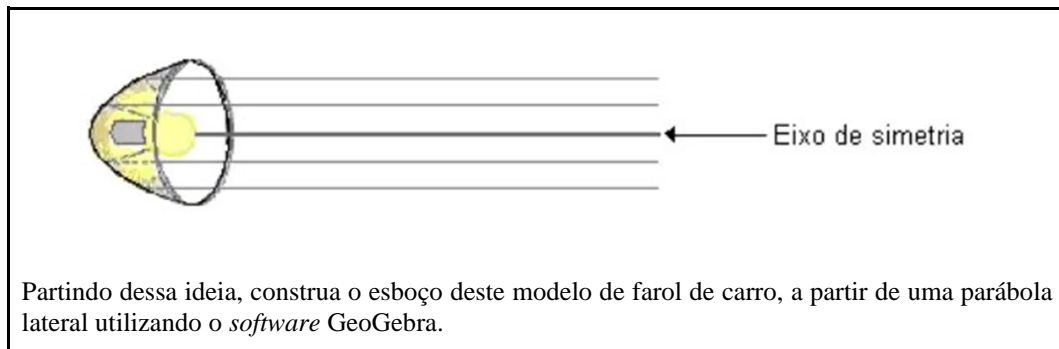 Eixo de simetria
Partindo dessa ideia, construa o esboço deste modelo de farol de carro, a partir de uma parábola
lateral utilizando o software GeoGebra.